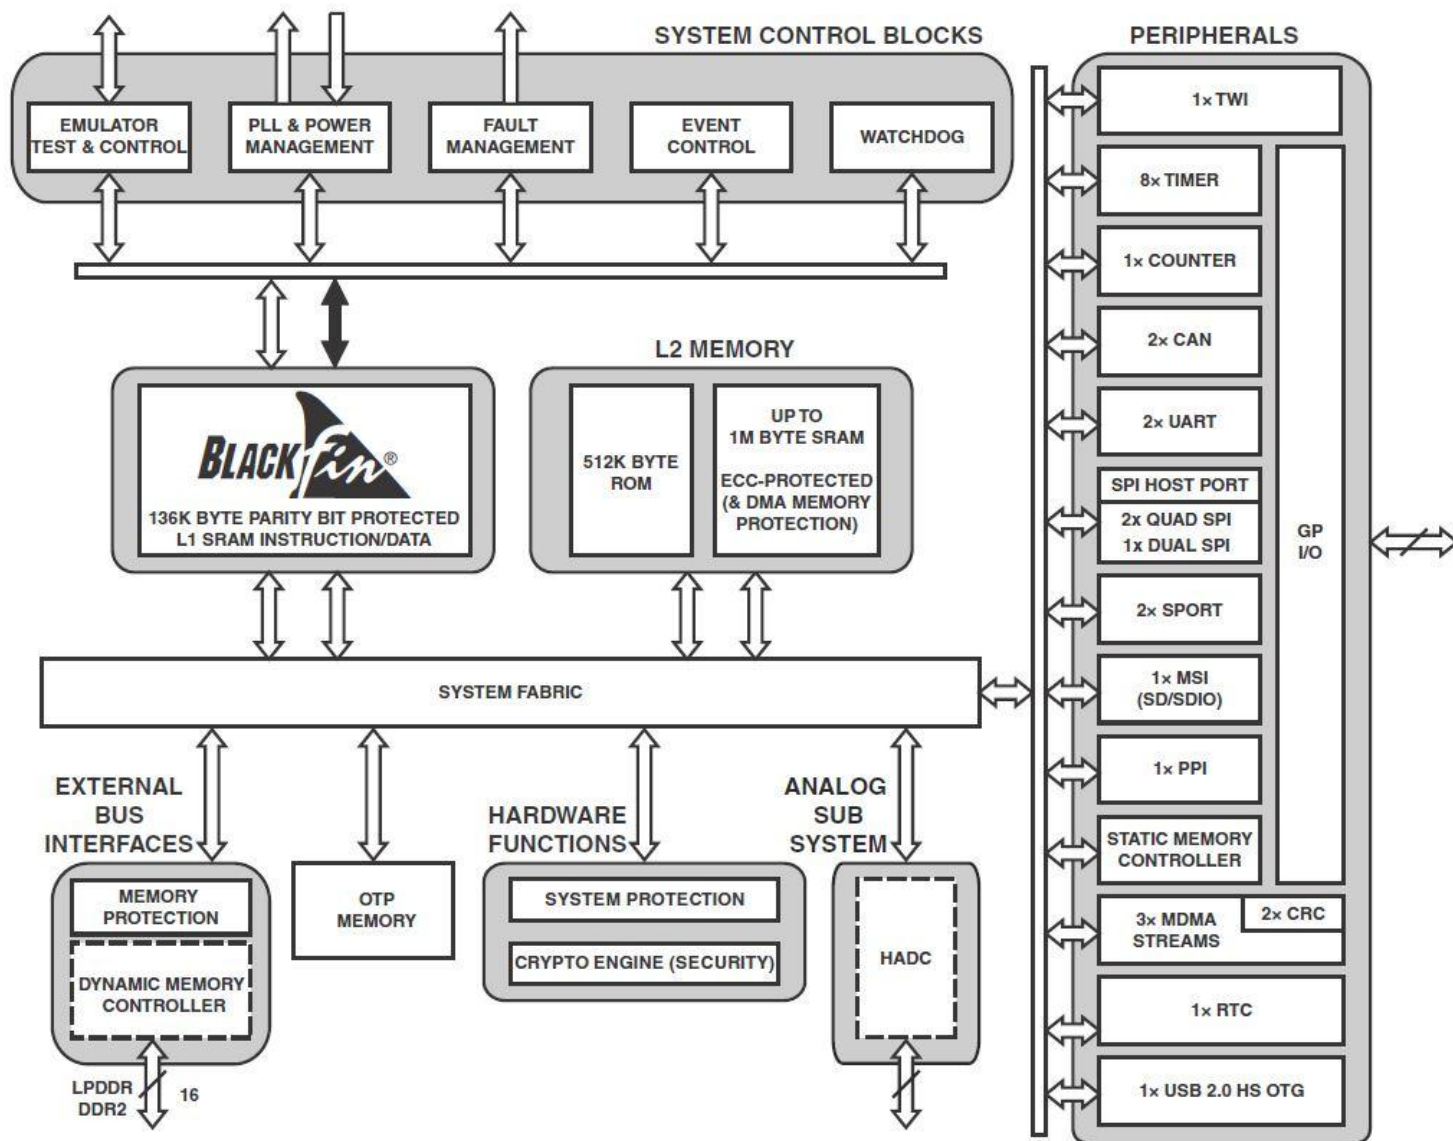 SYSTEM CONTROL BLOCKS
EMULATOR
TEST & CONTROL
PLL & POWER
MANAGEMENT
FAULT
MANAGEMENT
EVENT
CONTROL
WATCHDOG
BLACKfin®
136K BYTE PARITY BIT PROTECTED
L1 SRAM INSTRUCTION/DATA
L2 MEMORY
512K BYTE
ROM
UP TO
1M BYTE SRAM
ECC-PROTECTED
(& DMA MEMORY
PROTECTION)
SYSTEM FABRIC
EXTERNAL
BUS
INTERFACES
MEMORY
PROTECTION
DYNAMIC MEMORY
CONTROLLER
LPDDR
DDR2
16
OTP
MEMORY
HARDWARE
FUNCTIONS
SYSTEM PROTECTION
CRYPTO ENGINE (SECURITY)
ANALOG
SUB
SYSTEM
HADC
PERIPHERALS
1× TWI
8× TIMER
1× COUNTER
2× CAN
2× UART
SPI HOST PORT
2x QUAD SPI
1x DUAL SPI
2× SPORT
1× MSI
(SD/SDIO)
1× PPI
STATIC MEMORY
CONTROLLER
GP
I/O
3× MDMA
STREAMS
2× CRC
1× RTC
1× USB 2.0 HS OTG